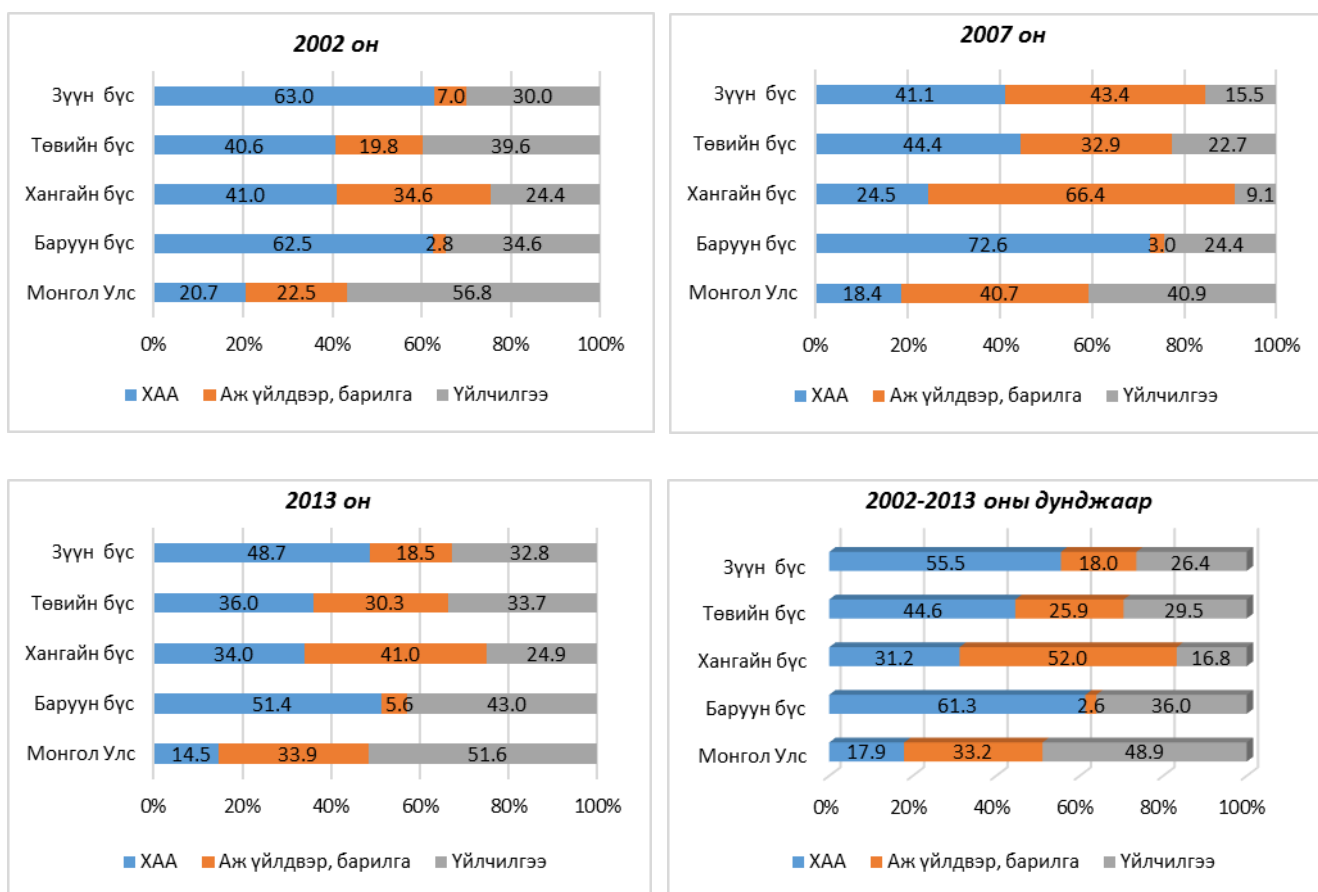 2002 он
Зүүн бүс 63.0 7.0 30.0
Төвийн бүс 40.6 19.8 39.6
Хангайн бүс 41.0 34.6 24.4
Баруун бүс 62.5 2.8 34.6
Монгол Улс 20.7 22.5 56.8
0% 20% 40% 60% 80% 100%
ХАА Аж үйлдвэр, барилга Үйлчилгээ
2007 он
Зүүн бүс 41.1 43.4 15.5
Төвийн бүс 44.4 32.9 22.7
Хангайн бүс 24.5 66.4 9.1
Баруун бүс 72.6 3.0 24.4
Монгол Улс 18.4 40.7 40.9
0% 20% 40% 60% 80% 100%
ХАА Аж үйлдвэр, барилга Үйлчилгээ
2013 он
Зүүн бүс 48.7 18.5 32.8
Төвийн бүс 36.0 30.3 33.7
Хангайн бүс 34.0 41.0 24.9
Баруун бүс 51.4 5.6 43.0
Монгол Улс 14.5 33.9 51.6
0% 20% 40% 60% 80% 100%
ХАА Аж үйлдвэр, барилга Үйлчилгээ
2002-2013 оны дунджаар
Зүүн бүс 55.5 18.0 26.4
Төвийн бүс 44.6 25.9 29.5
Хангайн бүс 31.2 52.0 16.8
Баруун бүс 61.3 2.6 36.0
Монгол Улс 17.9 33.2 48.9
0% 20% 40% 60% 80% 100%
ХАА Аж үйлдвэр, барилга Үйлчилгээ